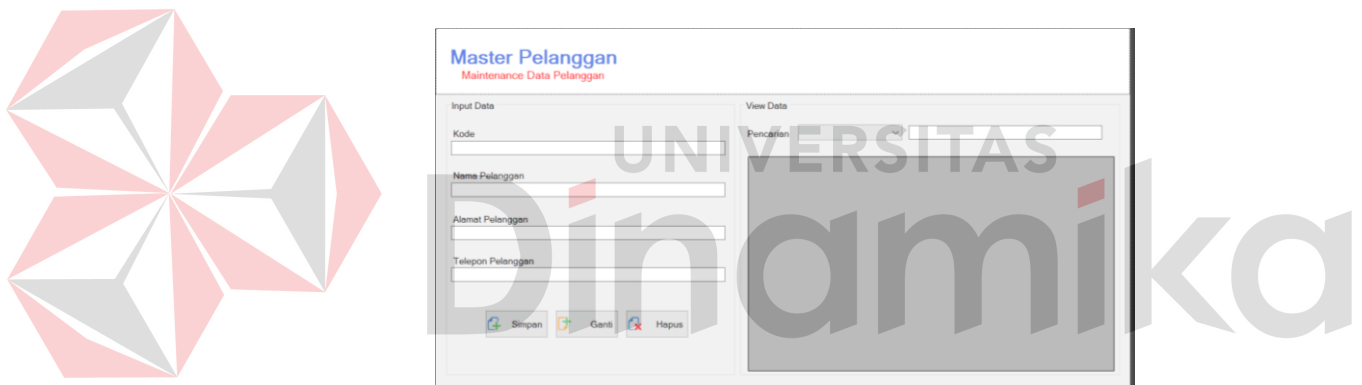 Master Pelanggan
Maintenance Data Pelanggan
Input Data
Kode
Nama Pelanggan
Alamat Pelanggan
Telepon Pelanggan
Simpan Ganti Hapus
View Data
Pencarian
UNIVERSITAS
Dinamika